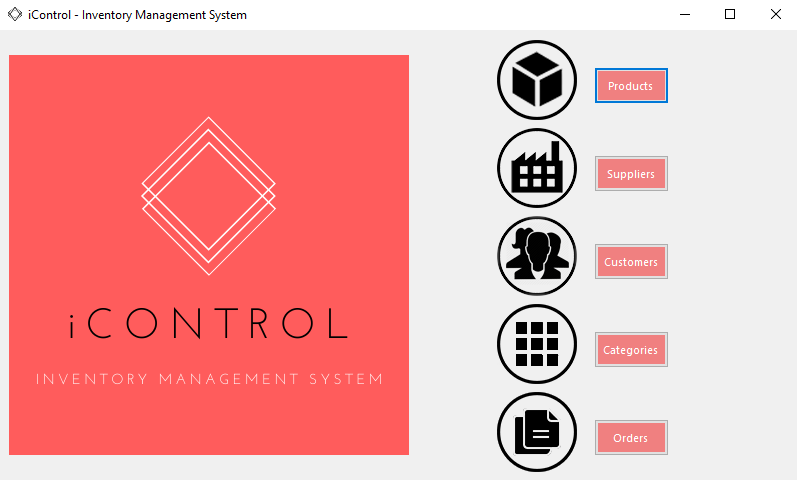 iControl - Inventory Management System
iCONTROL
INVENTORY MANAGEMENT SYSTEM
Products
Suppliers
Customers
Categories
Orders